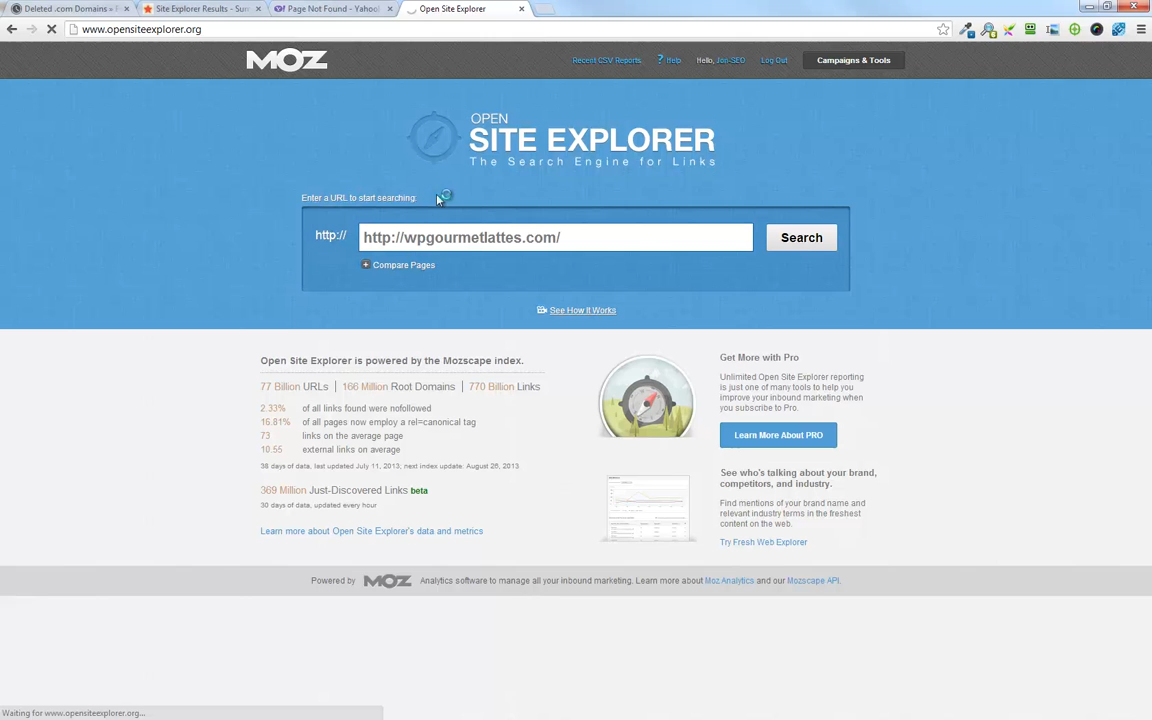 Deleted .com Domains =
Site Explorer Results - Sum
Page Not Found - Yahoo!
Open Site Explorer
www.opensiteexplorer.org
MOZ
Recent CSV Reports
? Help
Hello, Jon-SEO
Log Out
Campaigns & Tools
OPEN
SITE EXPLORER
The Search Engine for Links
Enter a URL to start searching:
http://
http://wpgourmetlattes.com/
Search
Compare Pages
See How It Works
Open Site Explorer is powered by the Mozscape index.
77 Billion URLs | 166 Million Root Domains | 770 Billion Links
2.33% of all links found were nofollowed
16.81% of all pages now employ a rel=canonical tag
73 links on the average page
10.55 external links on average
38 days of data, last updated July 11, 2013; next index update: August 26, 2013
369 Million Just-Discovered Links beta
30 days of data, updated every hour
Learn more about Open Site Explorer's data and metrics
Get More with Pro
Unlimited Open Site Explorer reporting
is just one of many tools to help you
improve your inbound marketing when
you subscribe to Pro.
Learn More About PRO
See who's talking about your brand,
competitors, and industry.
Find mentions of your brand name and
relevant industry terms in the freshest
content on the web.
Try Fresh Web Explorer
Powered by MOZ Analytics software to manage all your inbound marketing. Learn more about Moz Analytics and our Mozscape API.
Waiting for www.opensiteexplorer.org...